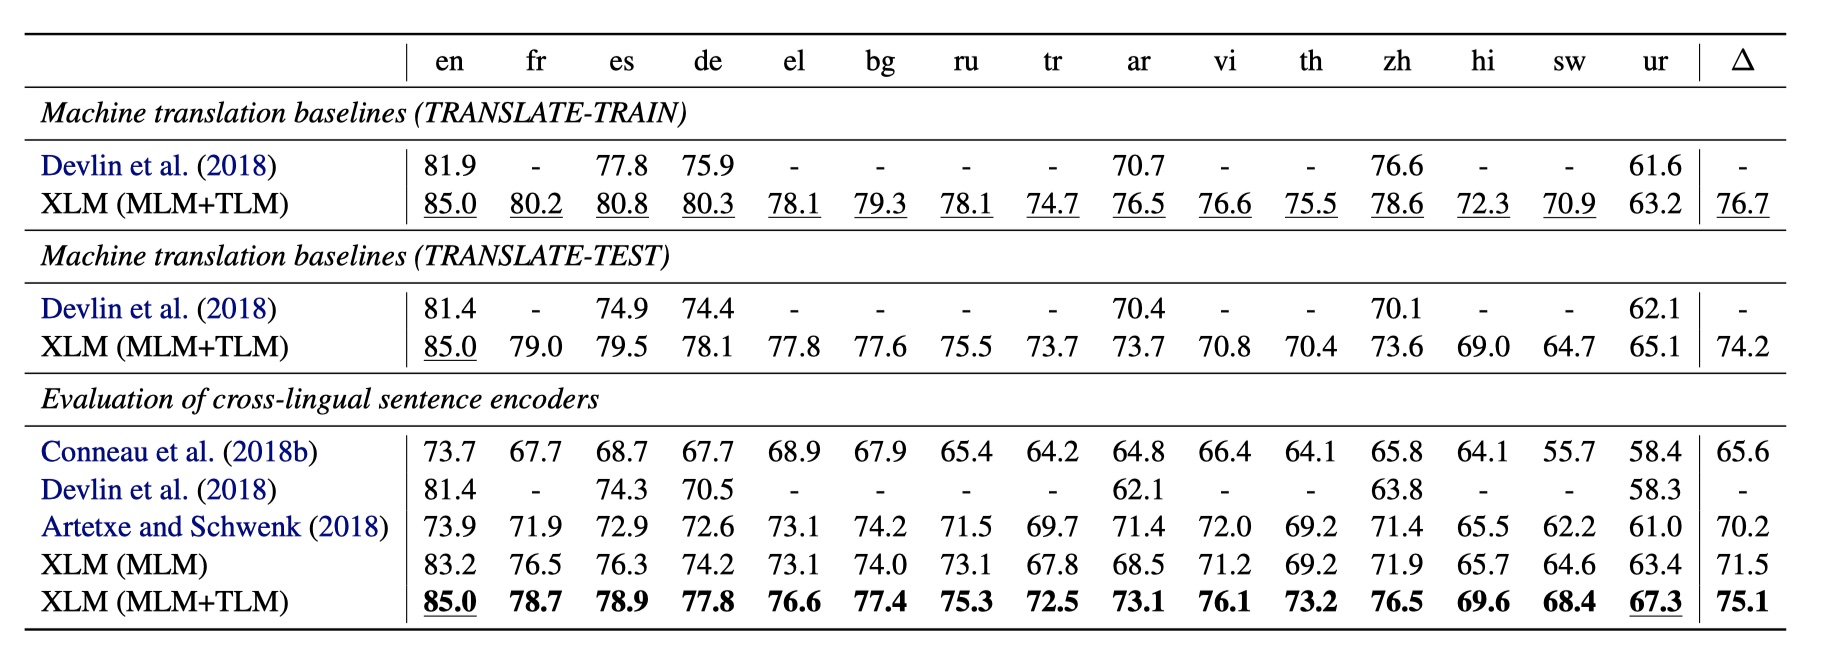 en fr es de el bg ru tr ar vi th zh hi sw ur Δ
Machine translation baselines (TRANSLATE-TRAIN)
Devlin et al. (2018) 81.9 - 77.8 75.9 - - - - 70.7 - - 76.6 - - 61.6 -
XLM (MLM+TLM) 85.0 80.2 80.8 80.3 78.1 79.3 78.1 74.7 76.5 76.6 75.5 78.6 72.3 70.9 63.2 76.7
Machine translation baselines (TRANSLATE-TEST)
Devlin et al. (2018) 81.4 - 74.9 74.4 - - - - 70.4 - - 70.1 - - 62.1 -
XLM (MLM+TLM) 85.0 79.0 79.5 78.1 77.8 77.6 75.5 73.7 73.7 70.8 70.4 73.6 69.0 64.7 65.1 74.2
Evaluation of cross-lingual sentence encoders
Conneau et al. (2018b) 73.7 67.7 68.7 67.7 68.9 67.9 65.4 64.2 64.8 66.4 64.1 65.8 64.1 55.7 58.4 65.6
Devlin et al. (2018) 81.4 - 74.3 70.5 - - - - 62.1 - - 63.8 - - 58.3 -
Artetxe and Schwenk (2018) 73.9 71.9 72.9 72.6 73.1 74.2 71.5 69.7 71.4 72.0 69.2 71.4 65.5 62.2 61.0 70.2
XLM (MLM) 83.2 76.5 76.3 74.2 73.1 74.0 73.1 67.8 68.5 71.2 69.2 71.9 65.7 64.6 63.4 71.5
XLM (MLM+TLM) 85.0 78.7 78.9 77.8 76.6 77.4 75.3 72.5 73.1 76.1 73.2 76.5 69.6 68.4 67.3 75.1